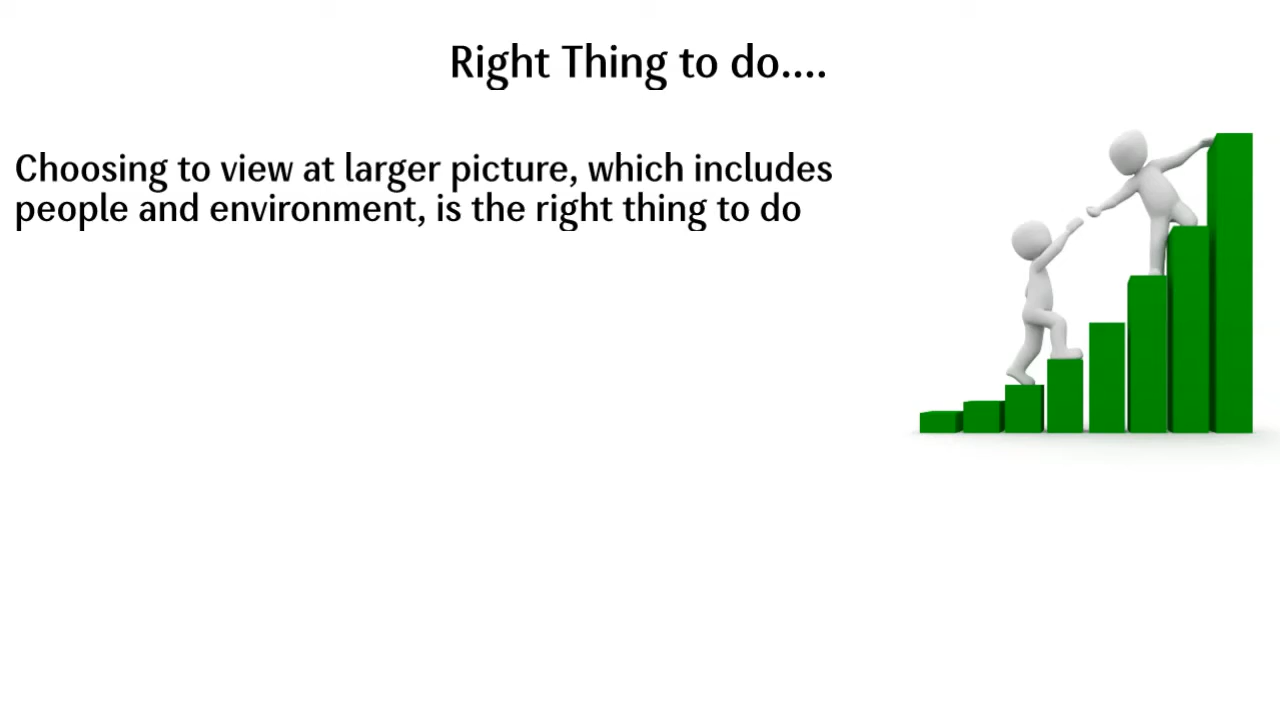 Right Thing to do....
Choosing to view at larger picture, which includes
people and environment, is the right thing to do